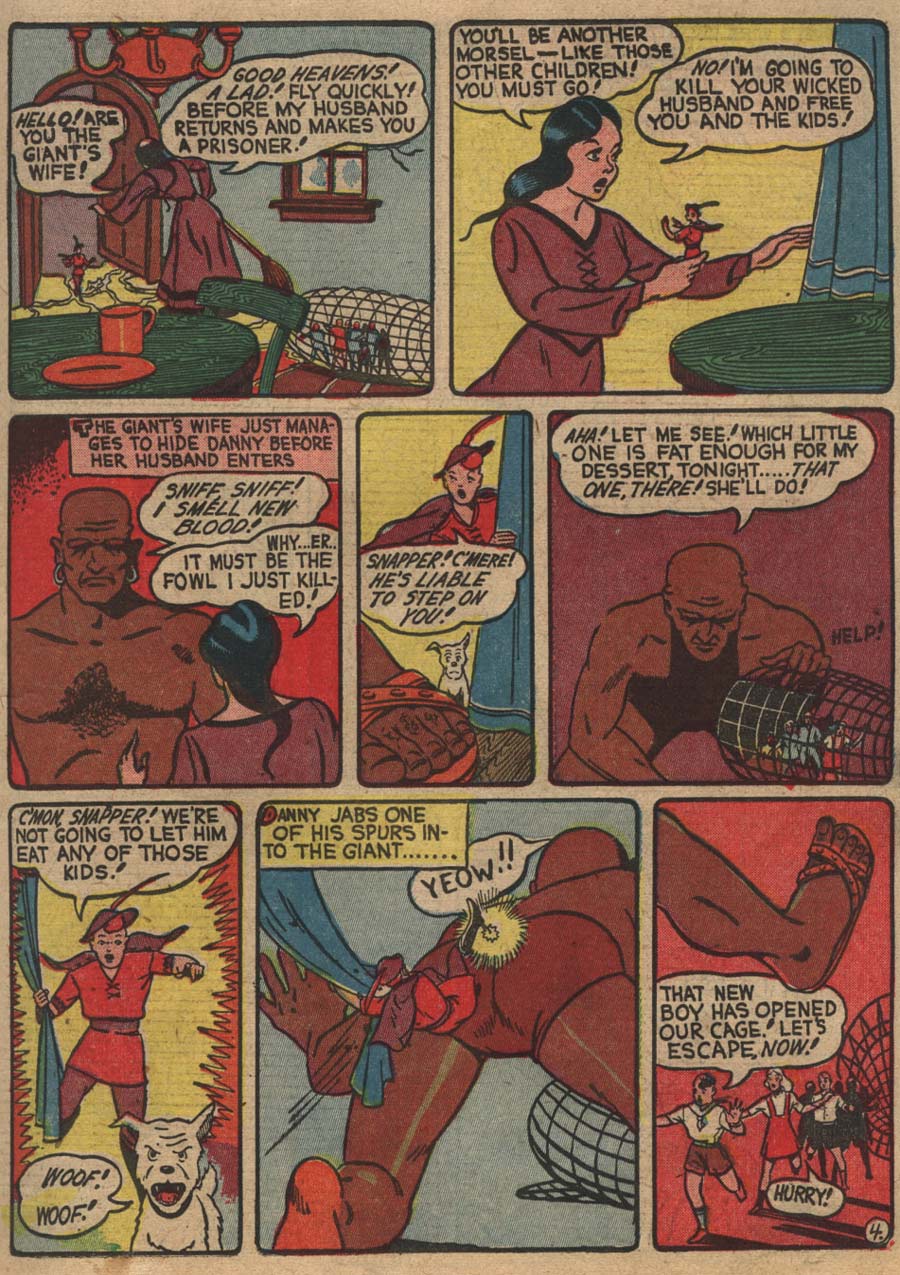 HELLO! ARE
YOU THE
GIANT'S
WIFE!
GOOD HEAVENS!
A LAD! FLY QUICKLY!
BEFORE MY HUSBAND
RETURNS AND MAKES YOU
A PRISONER!
YOU'LL BE ANOTHER
MORSEL—LIKE THOSE
OTHER CHILDREN!
YOU MUST GO!
NO! I'M GOING TO
KILL YOUR WICKED
HUSBAND AND FREE
YOU AND THE KIDS!
THE GIANT'S WIFE JUST MANA-
GES TO HIDE DANNY BEFORE
HER HUSBAND ENTERS
SNIFF, SNIFF!
I SMELL NEW
BLOOD!
WHY...ER..
IT MUST BE THE
FOWL I JUST KILL-
ED!
SNAPPER! C'MERE!
HE'S LIABLE
TO STEP ON
YOU!
AHA! LET ME SEE! WHICH LITTLE
ONE IS FAT ENOUGH FOR MY
DESSERT, TONIGHT.....THAT
ONE, THERE! SHE'LL DO!
HELP!
C'MON, SNAPPER! WE'RE
NOT GOING TO LET HIM
EAT ANY OF THOSE
KIDS!
WOOF!
WOOF!
DANNY JABS ONE
OF HIS SPURS IN-
TO THE GIANT.......
YEOW!!
THAT NEW
BOY HAS OPENED
OUR CAGE! LET'S
ESCAPE, NOW!
HURRY!
4.